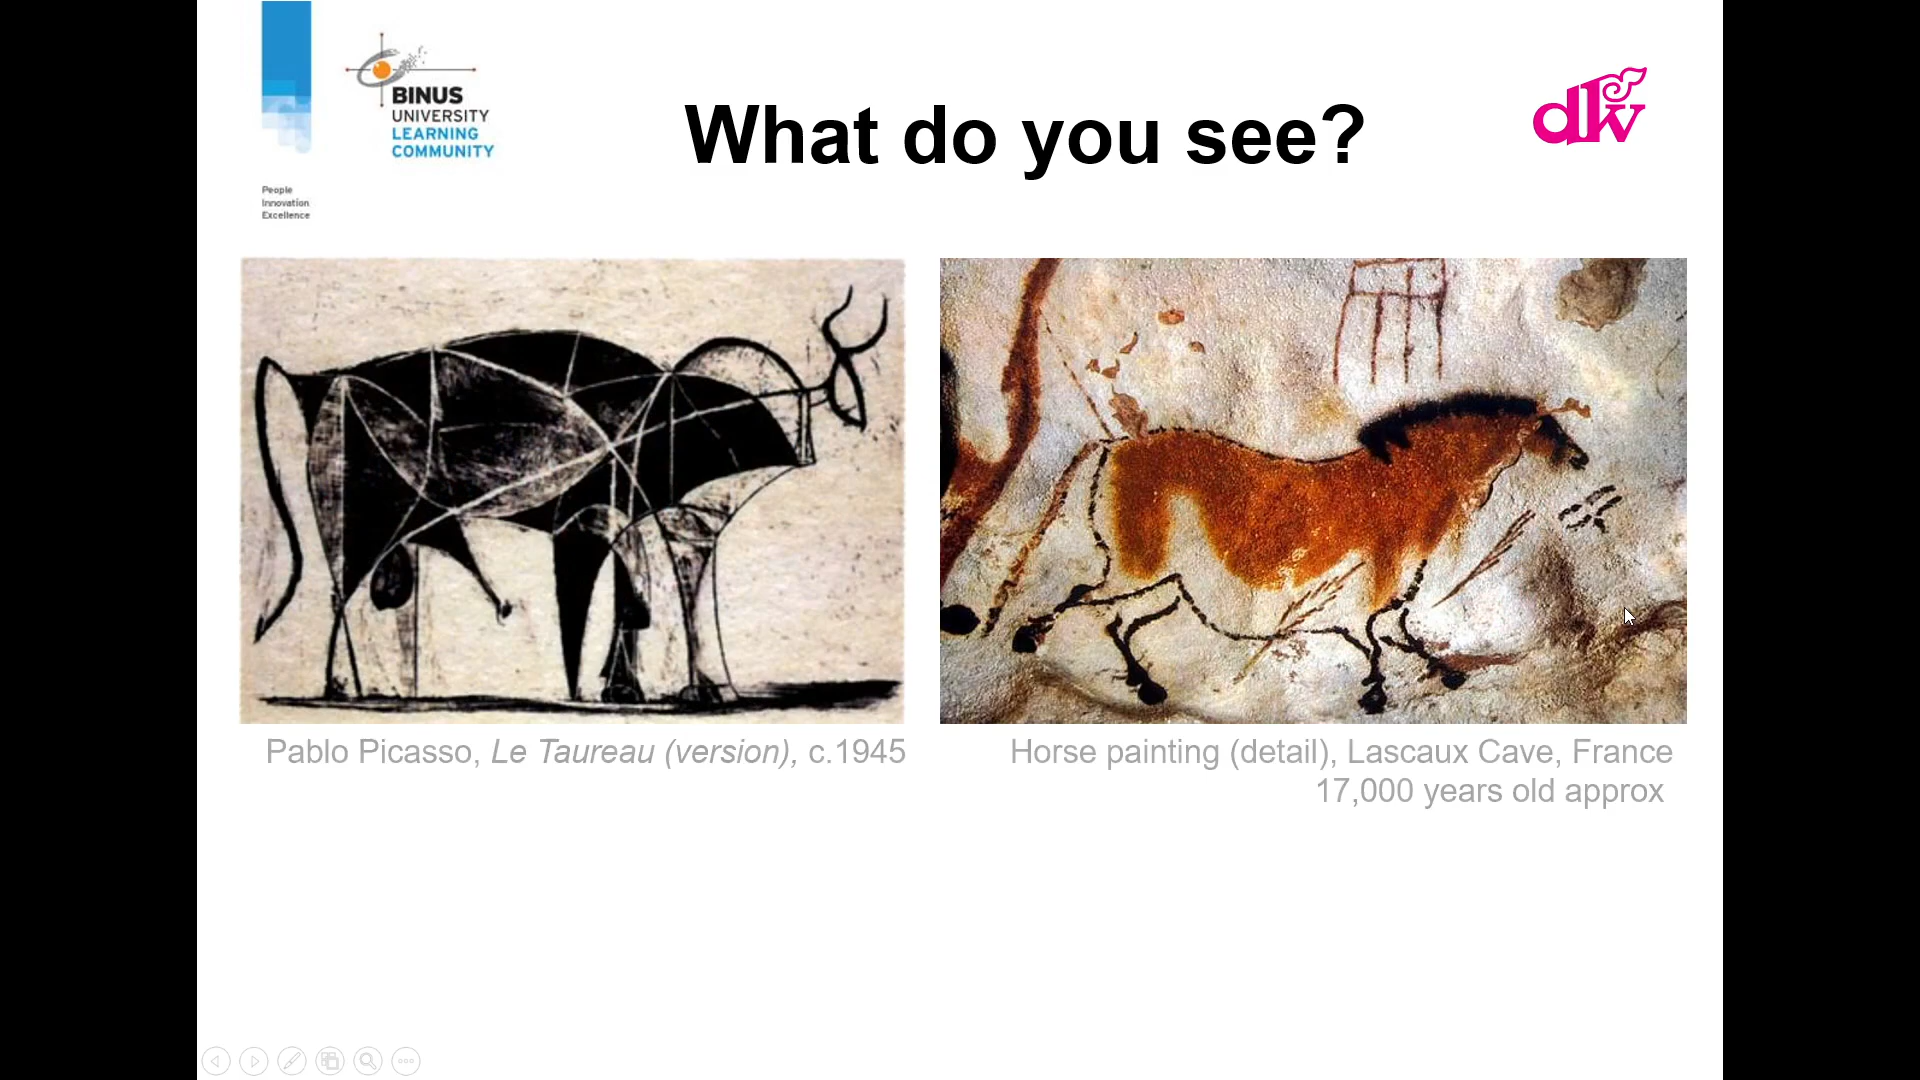 BINUS
UNIVERSITY
LEARNING
COMMUNITY
People
Innovation
Excellence
What do you see?
dkv
Pablo Picasso, Le Taureau (version), c.1945
Horse painting (detail), Lascaux Cave, France
17,000 years old approx